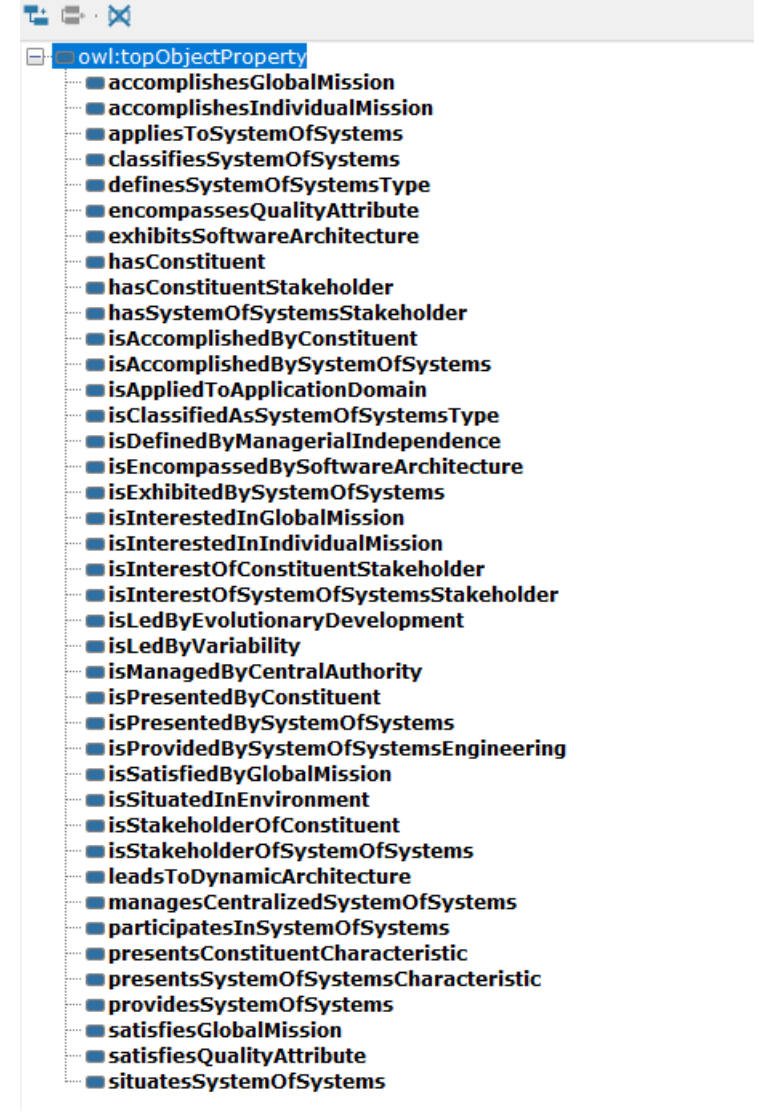 owl:topObjectProperty
accomplishesGlobalMission
accomplishesIndividualMission
appliesToSystemOfSystems
classifiesSystemOfSystems
definesSystemOfSystemsType
encompassesQualityAttribute
exhibitsSoftwareArchitecture
hasConstituent
hasConstituentStakeholder
hasSystemOfSystemsStakeholder
isAccomplishedByConstituent
isAccomplishedBySystemOfSystems
isAppliedToApplicationDomain
isClassifiedAsSystemOfSystemsType
isDefinedByManagerialIndependence
isEncompassedBySoftwareArchitecture
isExhibitedBySystemOfSystems
isInterestedInGlobalMission
isInterestedInIndividualMission
isInterestOfConstituentStakeholder
isInterestOfSystemOfSystemsStakeholder
isLedByEvolutionaryDevelopment
isLedByVariability
isManagedByCentralAuthority
isPresentedByConstituent
isPresentedBySystemOfSystems
isProvidedBySystemOfSystemsEngineering
isSatisfiedByGlobalMission
isSituatedInEnvironment
isStakeholderOfConstituent
isStakeholderOfSystemOfSystems
leadsToDynamicArchitecture
managesCentralizedSystemOfSystems
participatesInSystemOfSystems
presentsConstituentCharacteristic
presentsSystemOfSystemsCharacteristic
providesSystemOfSystems
satisfiesGlobalMission
satisfiesQualityAttribute
situatesSystemOfSystems